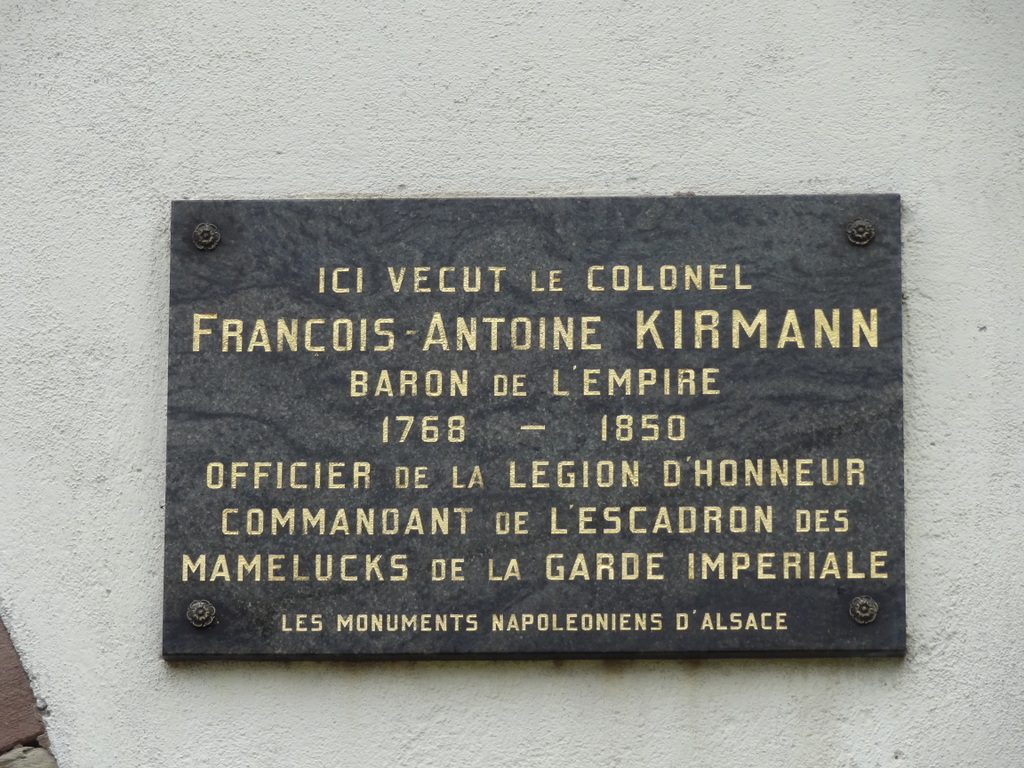 ICI VECUT LE COLONEL
FRANCOIS-ANTOINE KIRMANN
BARON DE L'EMPIRE
1768 — 1850
OFFICIER DE LA LEGION D'HONNEUR
COMMANDANT DE L'ESCADRON DES
MAMELUCKS DE LA GARDE IMPERIALE
LES MONUMENTS NAPOLEONIENS D'ALSACE